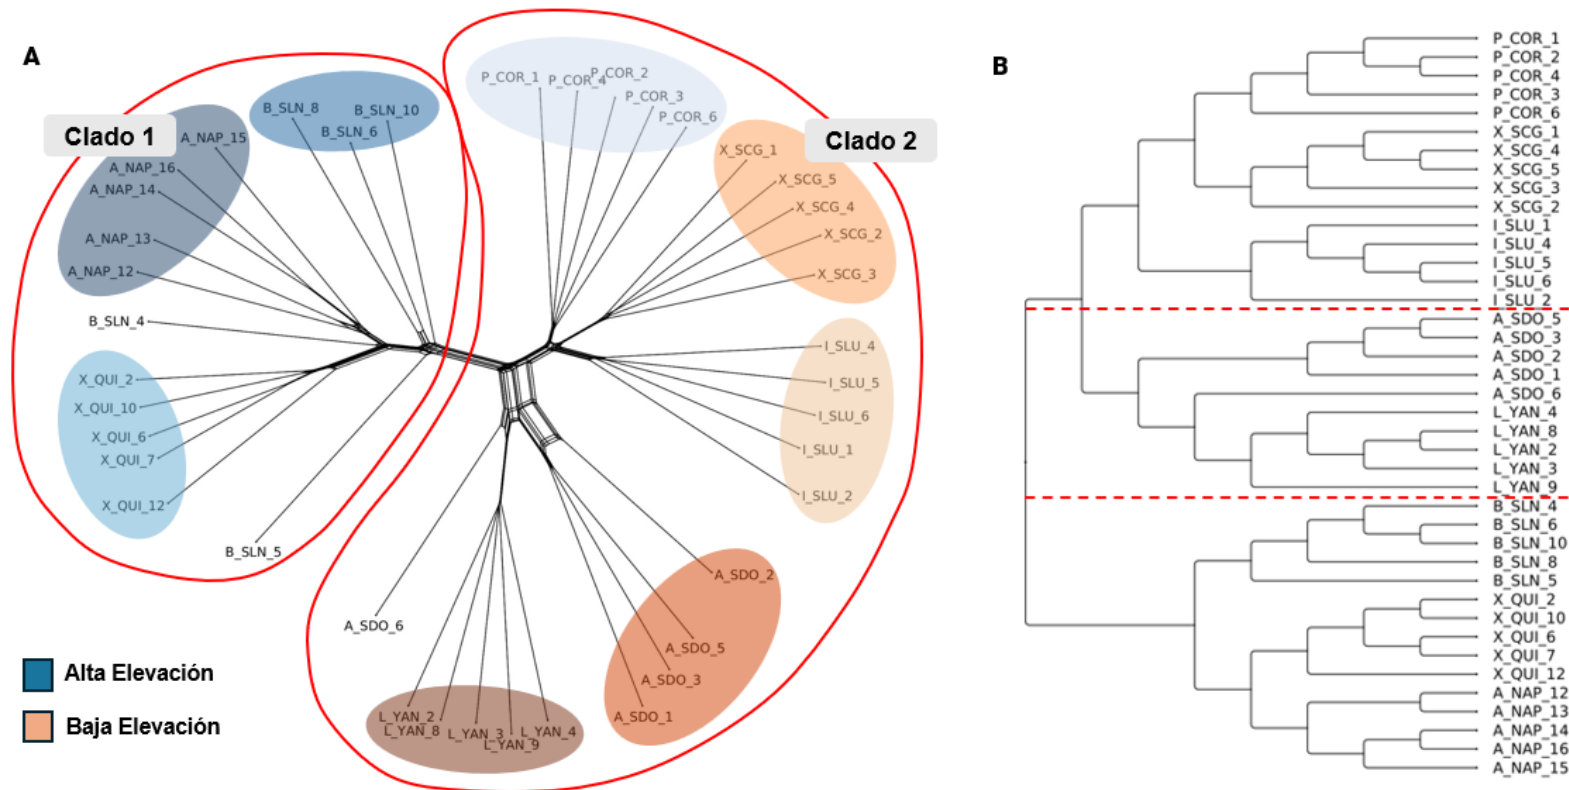 A
Clado 1
B_SLN_8
B_SLN_10
B_SLN_6
A_NAP_15
A_NAP_16
A_NAP_14
A_NAP_13
A_NAP_12
B_SLN_4
X_QUI_2
X_QUI_10
X_QUI_6
X_QUI_7
X_QUI_12
B_SLN_5
Clado 2
P_COR_1
P_COR_4
P_COR_2
P_COR_3
P_COR_6
X_SCG_1
X_SCG_5
X_SCG_4
X_SCG_2
X_SCG_3
I_SLU_4
I_SLU_5
I_SLU_6
I_SLU_1
I_SLU_2
A_SDO_2
A_SDO_5
A_SDO_3
A_SDO_1
A_SDO_6
L_YAN_2
L_YAN_8
L_YAN_3
L_YAN_9
L_YAN_4
Alta Elevación
Baja Elevación
B
P_COR_1
P_COR_2
P_COR_4
P_COR_3
P_COR_6
X_SCG_1
X_SCG_4
X_SCG_5
X_SCG_3
X_SCG_2
I_SLU_1
I_SLU_4
I_SLU_5
I_SLU_6
I_SLU_2
A_SDO_5
A_SDO_3
A_SDO_2
A_SDO_1
A_SDO_6
L_YAN_4
L_YAN_8
L_YAN_2
L_YAN_3
L_YAN_9
B_SLN_4
B_SLN_6
B_SLN_10
B_SLN_8
B_SLN_5
X_QUI_2
X_QUI_10
X_QUI_6
X_QUI_7
X_QUI_12
A_NAP_12
A_NAP_13
A_NAP_14
A_NAP_16
A_NAP_15